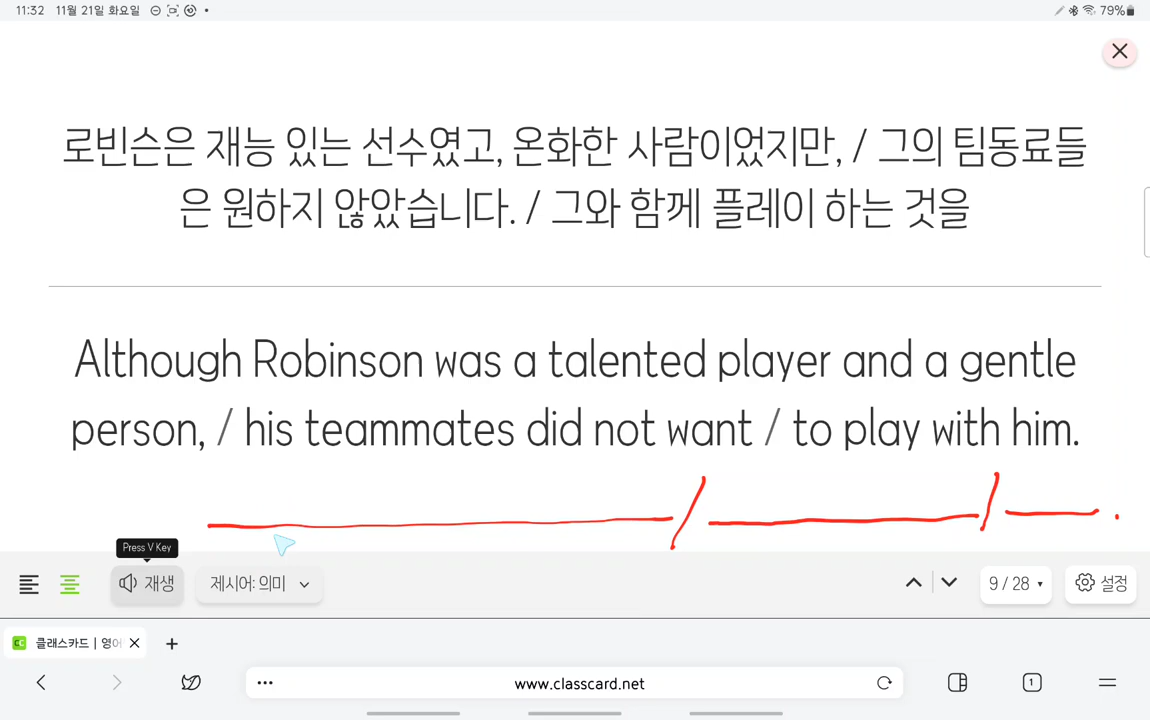 11:32 11월 21일 화요일
79%
로빈슨은 재능 있는 선수였고, 온화한 사람이었지만, / 그의 팀동료들
은 원하지 않았습니다. / 그와 함께 플레이 하는 것을
Although Robinson was a talented player and a gentle
person, / his teammates did not want / to play with him.
Press V Key
재생 제시어: 의미 9 / 28 설정
클래스카드 | 영어
www.classcard.net
1